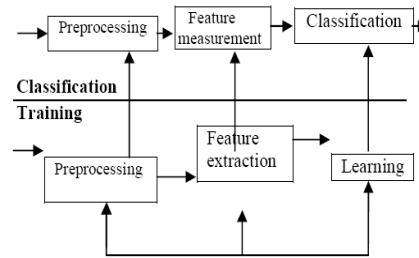 Preprocessing
Feature
measurement
Classification
Classification
Training
Preprocessing
Feature
extraction
Learning